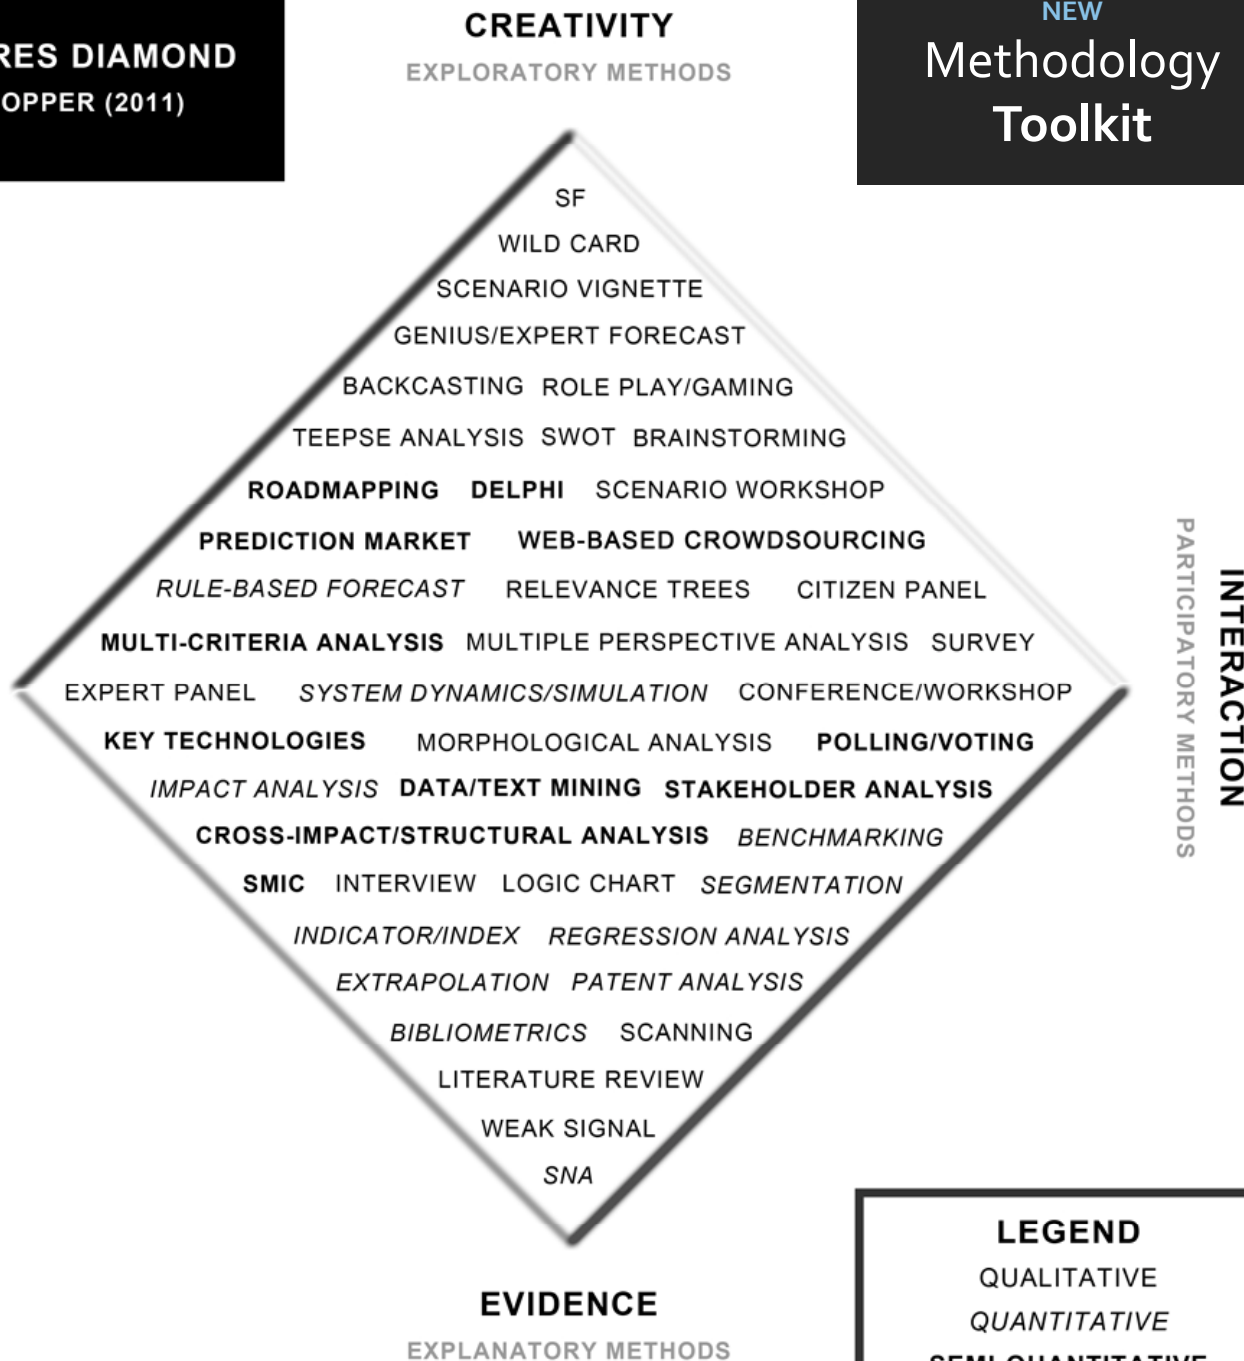 RES DIAMOND
OPPER (2011)
CREATIVITY
EXPLORATORY METHODS
NEW
Methodology
Toolkit
SF
WILD CARD
SCENARIO VIGNETTE
GENIUS/EXPERT FORECAST
BACKCASTING ROLE PLAY/GAMING
TEEPSE ANALYSIS SWOT BRAINSTORMING
ROADMAPPING DELPHI SCENARIO WORKSHOP
PREDICTION MARKET WEB-BASED CROWDSOURCING
RULE-BASED FORECAST RELEVANCE TREES CITIZEN PANEL
MULTI-CRITERIA ANALYSIS MULTIPLE PERSPECTIVE ANALYSIS SURVEY
EXPERT PANEL SYSTEM DYNAMICS/SIMULATION CONFERENCE/WORKSHOP
KEY TECHNOLOGIES MORPHOLOGICAL ANALYSIS POLLING/VOTING
IMPACT ANALYSIS DATA/TEXT MINING STAKEHOLDER ANALYSIS
CROSS-IMPACT/STRUCTURAL ANALYSIS BENCHMARKING
SMIC INTERVIEW LOGIC CHART SEGMENTATION
INDICATOR/INDEX REGRESSION ANALYSIS
EXTRAPOLATION PATENT ANALYSIS
BIBLIOMETRICS SCANNING
LITERATURE REVIEW
WEAK SIGNAL
SNA
INTERACTION
PARTICIPATORY METHODS
EVIDENCE
EXPLANATORY METHODS
LEGEND
QUALITATIVE
QUANTITATIVE
SEMI-QUANTITATIVE